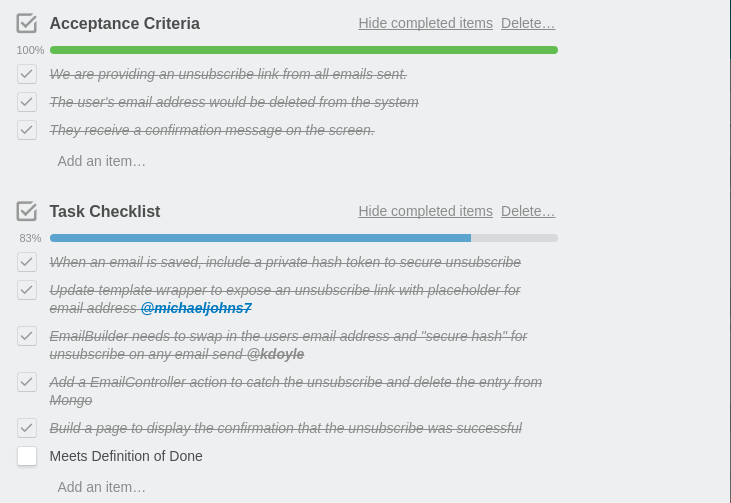 Acceptance Criteria Hide completed items Delete…
100%
We are providing an unsubscribe link from all emails sent.
The user's email address would be deleted from the system
They receive a confirmation message on the screen.
Add an item…
Task Checklist Hide completed items Delete…
83%
When an email is saved, include a private hash token to secure unsubscribe
Update template wrapper to expose an unsubscribe link with placeholder for
email address @michaeljohns7
EmailBuilder needs to swap in the users email address and "secure hash" for
unsubscribe on any email send @kdoyle
Add a EmailController action to catch the unsubscribe and delete the entry from
Mongo
Build a page to display the confirmation that the unsubscribe was successful
Meets Definition of Done
Add an item…